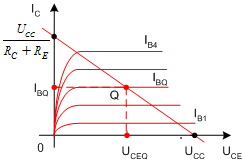 I_C
U_cc
R_C + R_E
I_B4
I_BQ
I_BQ
Q
I_B1
0
U_CEQ
U_CC
U_CE